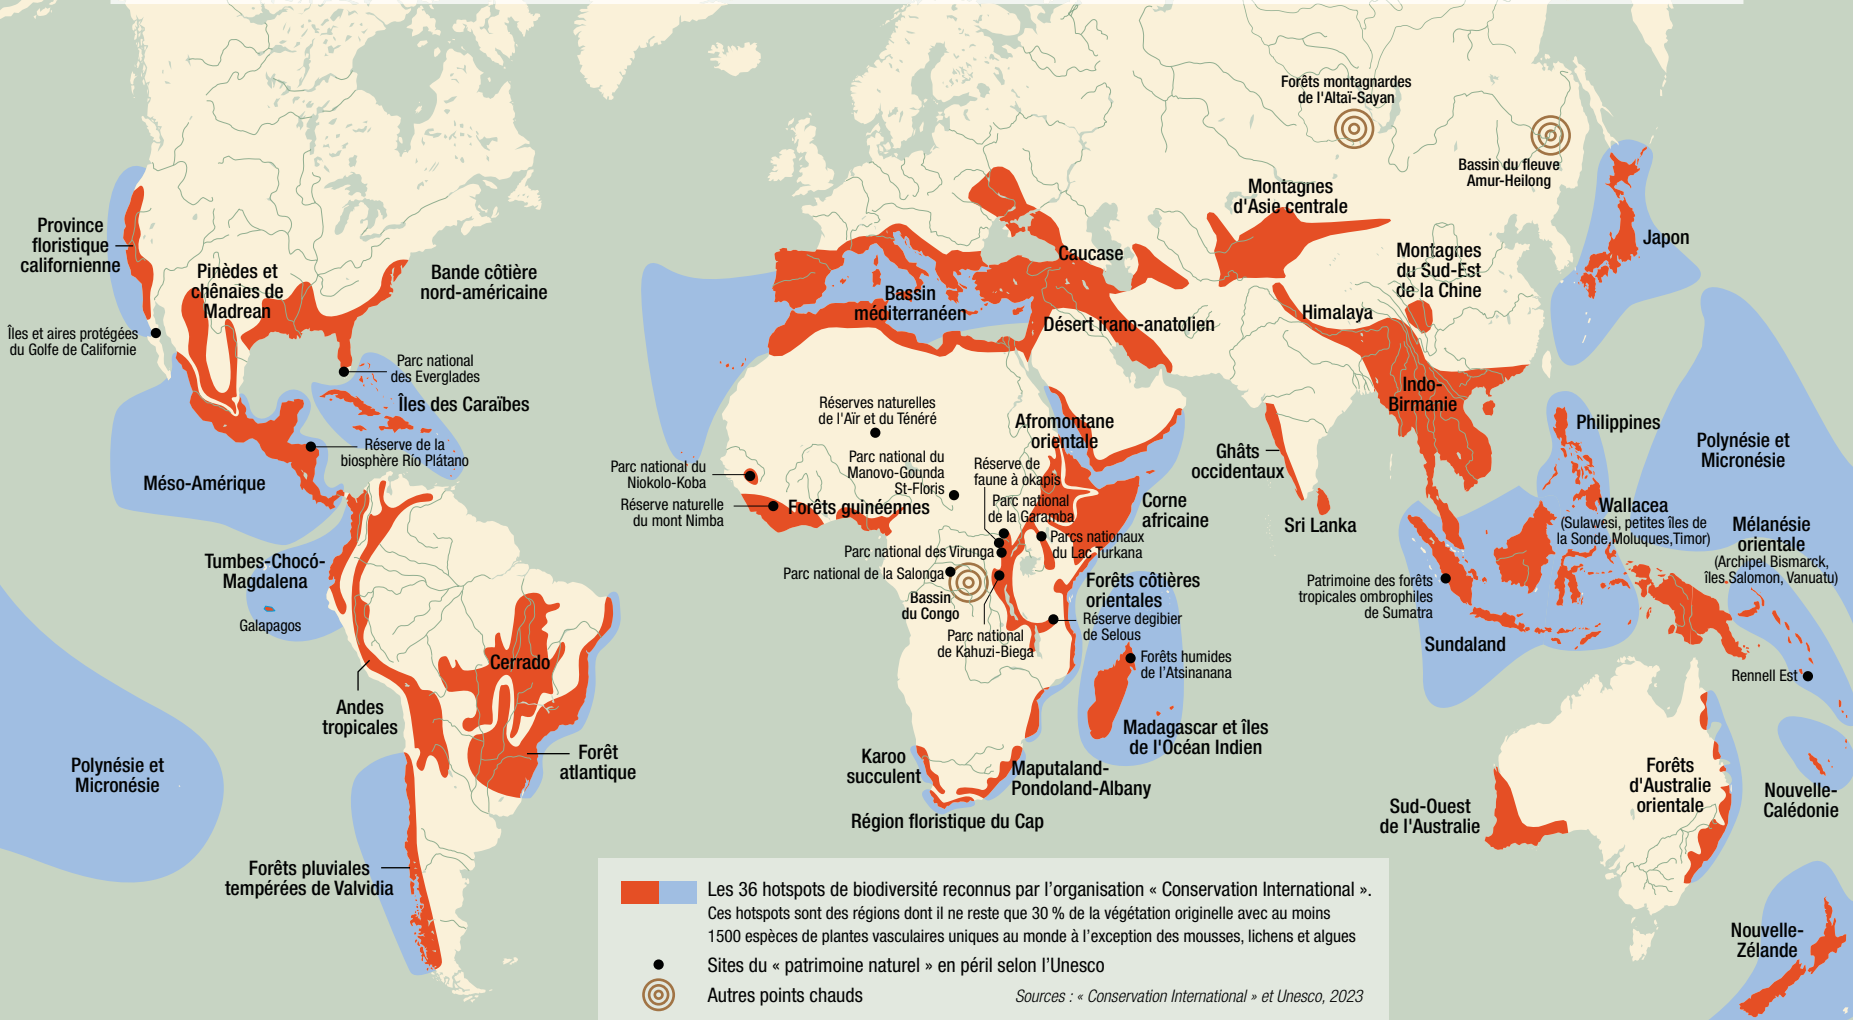 Forêts montagnardes
de l'Altaï-Sayan
Bassin du fleuve
Amur-Heilong
Montagnes
d'Asie centrale
Province
floristique
californienne
Pinèdes et
chênaies de
Madrean
Bande côtière
nord-américaine
Caucase
Montagnes
du Sud-Est
de la Chine
Japon
Bassin
méditerranéen
Désert irano-anatolien
Himalaya
Îles et aires protégées
du Golfe de Californie
Parc national
des Everglades
Îles des Caraïbes
Réserves naturelles
de l'Aïr et du Ténéré
Afromontane
orientale
Indo-
Birmanie
Philippines
Polynésie et
Micronésie
Réserve de la
biosphère Río Plátano
Méso-Amérique
Parc national du
Niokolo-Koba
Réserve naturelle
du mont Nimba
Forêts guinéennes
Parc national du
Manovo-Gounda
St-Floris
Réserve de
faune à okapis
Parc national
de la Garamba
Corne
africaine
Ghâts
occidentaux
Sri Lanka
Wallacea
(Sulawesi, petites îles de
la Sonde,Moluques,Timor)
Mélanésie
orientale
(Archipel Bismarck,
îles Salomon, Vanuatu)
Tumbes-Chocó-
Magdalena
Galapagos
Parc national des Virunga
Parcs nationaux
du Lac Turkana
Parc national de la Salonga
Bassin
du Congo
Forêts côtières
orientales
Réserve degibier
de Selous
Parc national
de Kahuzi-Biega
Forêts humides
de l'Atsinanana
Patrimoine des forêts
tropicales ombrophiles
de Sumatra
Sundaland
Rennell Est
Cerrado
Andes
tropicales
Forêt
atlantique
Polynésie et
Micronésie
Madagascar et îles
de l'Océan Indien
Karoo
succulent
Maputaland-
Pondoland-Albany
Région floristique du Cap
Sud-Ouest
de l'Australie
Forêts
d'Australie
orientale
Nouvelle-
Calédonie
Forêts pluviales
tempérées de Valvidia
Nouvelle-
Zélande
Les 36 hotspots de biodiversité reconnus par l'organisation « Conservation International ».
Ces hotspots sont des régions dont il ne reste que 30 % de la végétation originelle avec au moins
1500 espèces de plantes vasculaires uniques au monde à l'exception des mousses, lichens et algues
Sites du « patrimoine naturel » en péril selon l'Unesco
Autres points chauds
Sources : « Conservation International » et Unesco, 2023